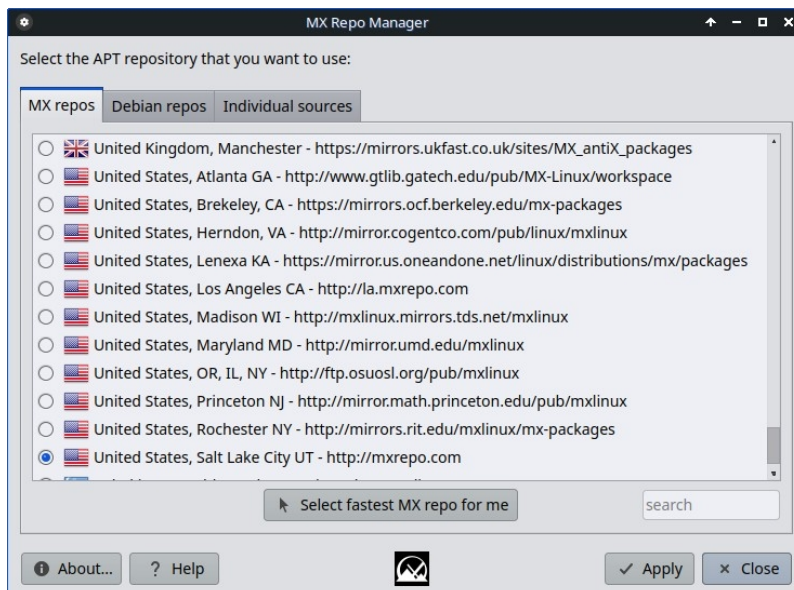 MX Repo Manager
Select the APT repository that you want to use:
MX repos Debian repos Individual sources
United Kingdom, Manchester - https://mirrors.ukfast.co.uk/sites/MX_antiX_packages
United States, Atlanta GA - http://www.gtlib.gatech.edu/pub/MX-Linux/workspace
United States, Brekeley, CA - https://mirrors.ocf.berkeley.edu/mx-packages
United States, Herndon, VA - http://mirror.cogentco.com/pub/linux/mxlinux
United States, Lenexa KA - https://mirror.us.oneandone.net/linux/distributions/mx/packages
United States, Los Angeles CA - http://la.mxrepo.com
United States, Madison WI - http://mxlinux.mirrors.tds.net/mxlinux
United States, Maryland MD - http://mirror.umd.edu/mxlinux
United States, OR, IL, NY - http://ftp.osuosl.org/pub/mxlinux
United States, Princeton NJ - http://mirror.math.princeton.edu/pub/mxlinux
United States, Rochester NY - http://mirrors.rit.edu/mxlinux/mx-packages
United States, Salt Lake City UT - http://mxrepo.com
Select fastest MX repo for me search
About... ? Help Apply Close